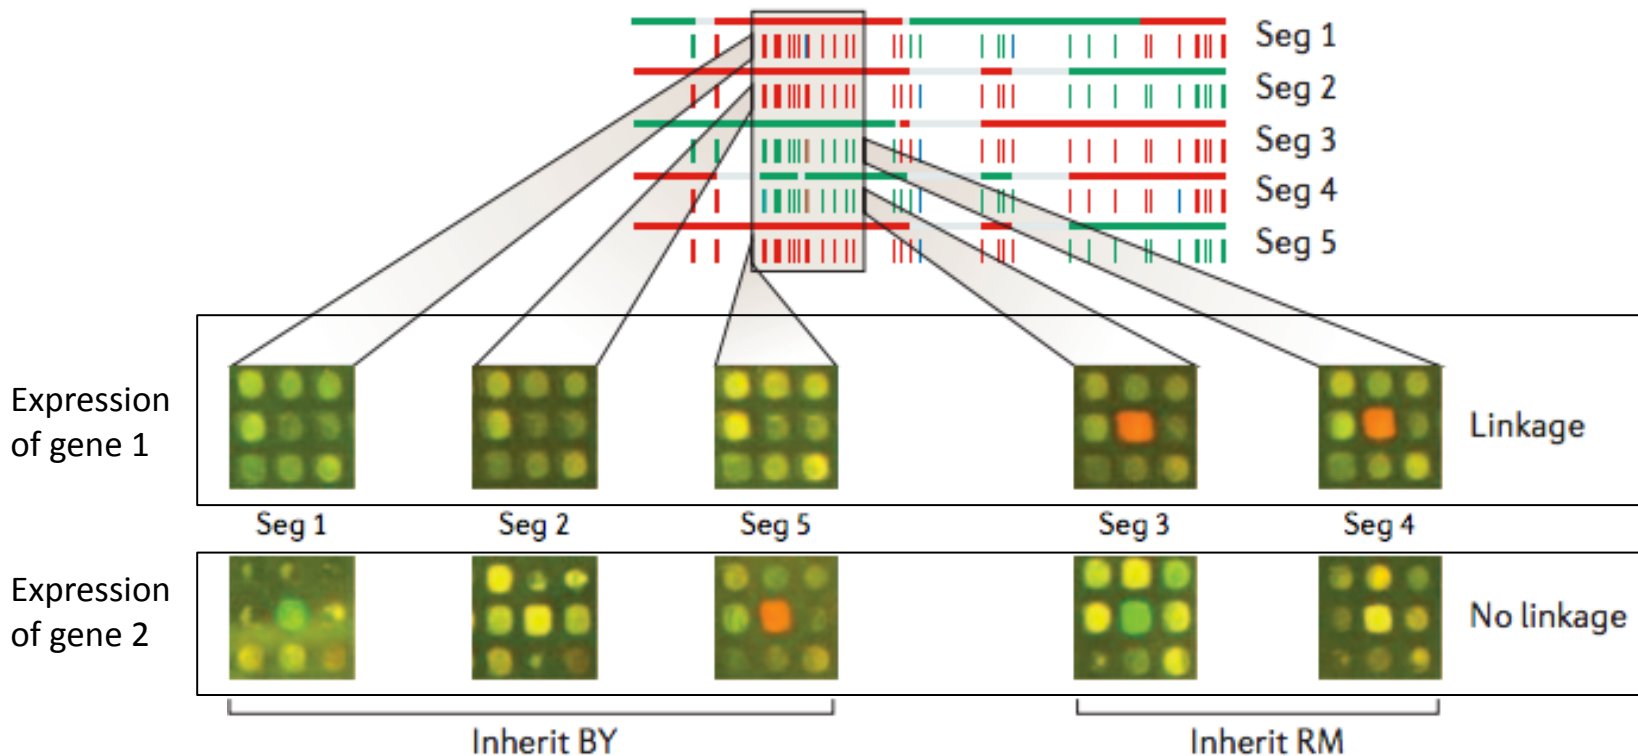 Seg 1
Seg 2
Seg 3
Seg 4
Seg 5
Expression
of gene 1
Linkage
Seg 1
Seg 2
Seg 5
Seg 3
Seg 4
Expression
of gene 2
No linkage
Inherit BY
Inherit RM